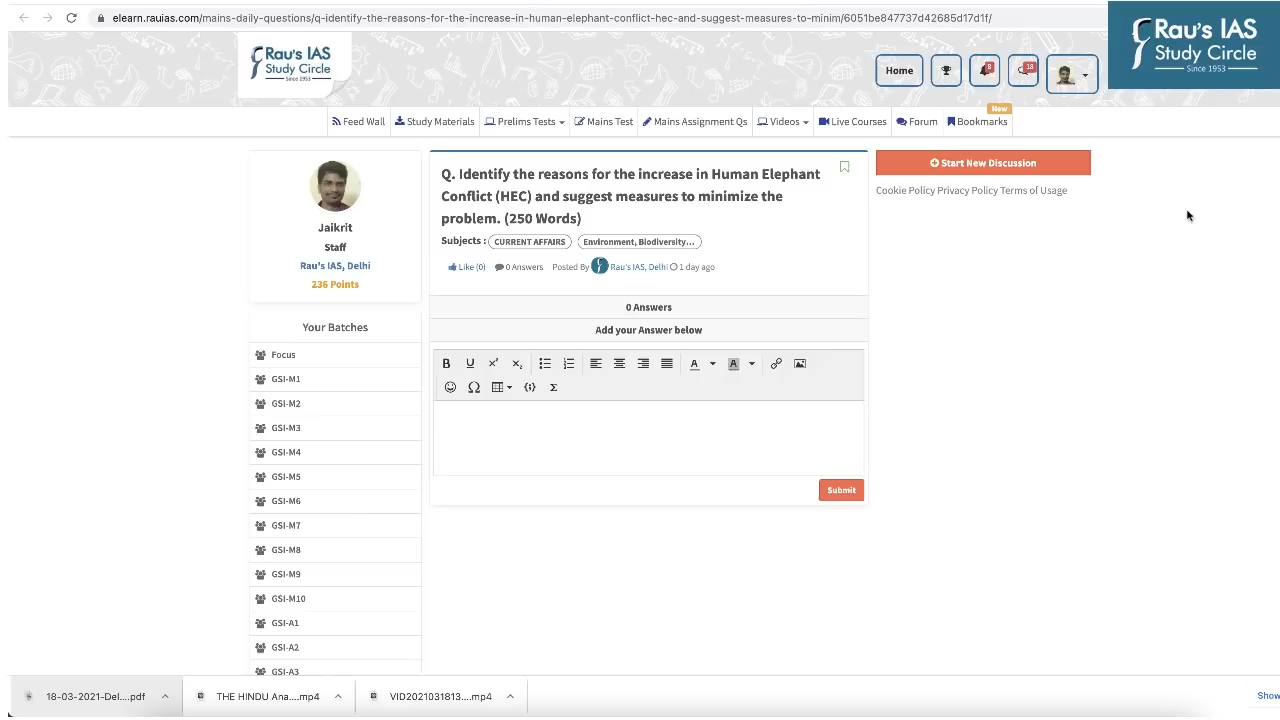 elearn.rauias.com/mains-daily-questions/q-identify-the-reasons-for-the-increase-in-human-elephant-conflict-hec-and-suggest-measures-to-minim/6051be847737d42685d17d1f/
Rau's IAS
Study Circle
Since 1953
Rau's IAS
Study Circle
Since 1953
Home
8
18
New
Feed Wall
Study Materials
Prelims Tests
Mains Test
Mains Assignment Qs
Videos
Live Courses
Forum
Bookmarks
Jaikrit
Staff
Rau's IAS, Delhi
236 Points
Your Batches
Focus
GSI-M1
GSI-M2
GSI-M3
GSI-M4
GSI-M5
GSI-M6
GSI-M7
GSI-M8
GSI-M9
GSI-M10
GSI-A1
GSI-A2
GSI-A3
Q. Identify the reasons for the increase in Human Elephant
Conflict (HEC) and suggest measures to minimize the
problem. (250 Words)
Subjects : CURRENT AFFAIRS Environment, Biodiversity...
Like (0) 0 Answers Posted By Rau's IAS, Delhi 1 day ago
0 Answers
Add your Answer below
B U X² X₂ A A
Ω Σ
Submit
Start New Discussion
Cookie Policy Privacy Policy Terms of Usage
18-03-2021-Del....pdf
THE HINDU Ana....mp4
VID2021031813....mp4
Show